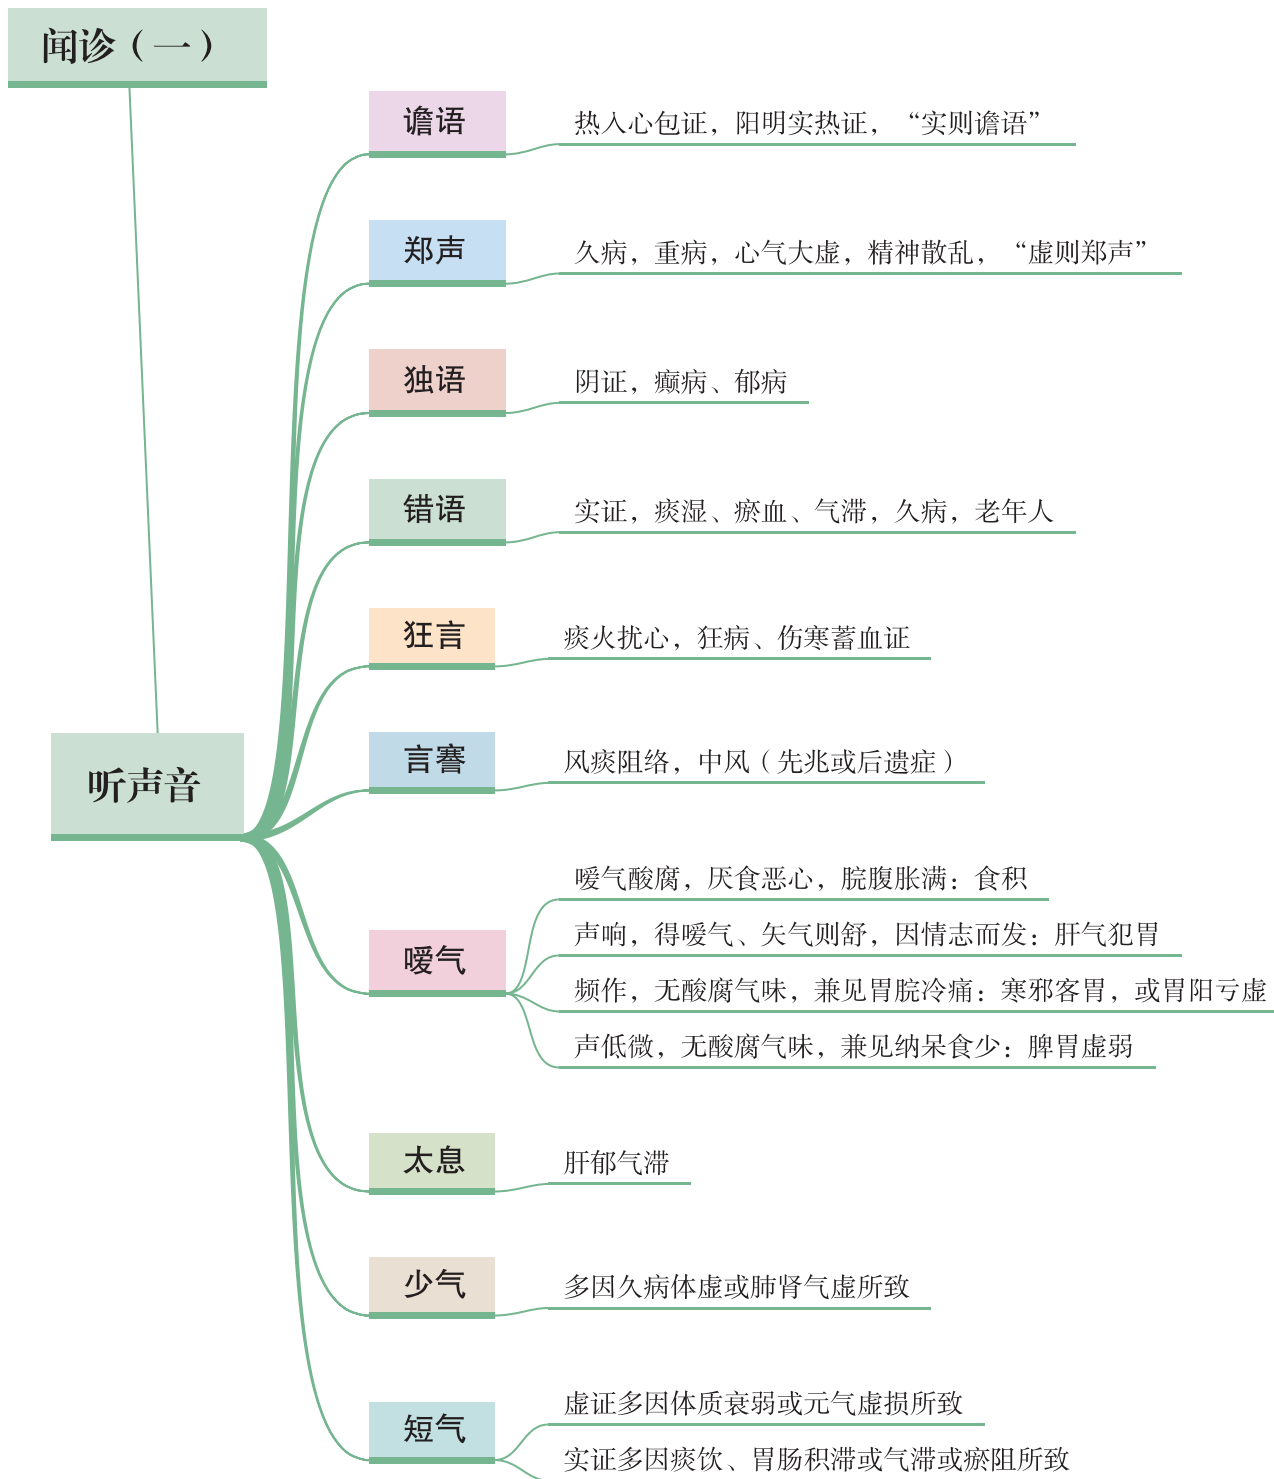 闻诊（一）
听声音
谵语
热入心包证，阳明实热证，“实则谵语”
郑声
久病，重病，心气大虚，精神散乱，“虚则郑声”
独语
阴证，癫病、郁病
错语
实证，痰湿、瘀血、气滞，久病，老年人
狂言
痰火扰心，狂病、伤寒蓄血证
言謇
风痰阻络，中风（先兆或后遗症）
嗳气
嗳气酸腐，厌食恶心，脘腹胀满：食积
声响，得嗳气、矢气则舒，因情志而发：肝气犯胃
频作，无酸腐气味，兼见胃脘冷痛：寒邪客胃，或胃阳亏虚
声低微，无酸腐气味，兼见纳呆食少：脾胃虚弱
太息
肝郁气滞
少气
多因久病体虚或肺肾气虚所致
短气
虚证多因体质衰弱或元气虚损所致
实证多因痰饮、胃肠积滞或气滞或瘀阻所致